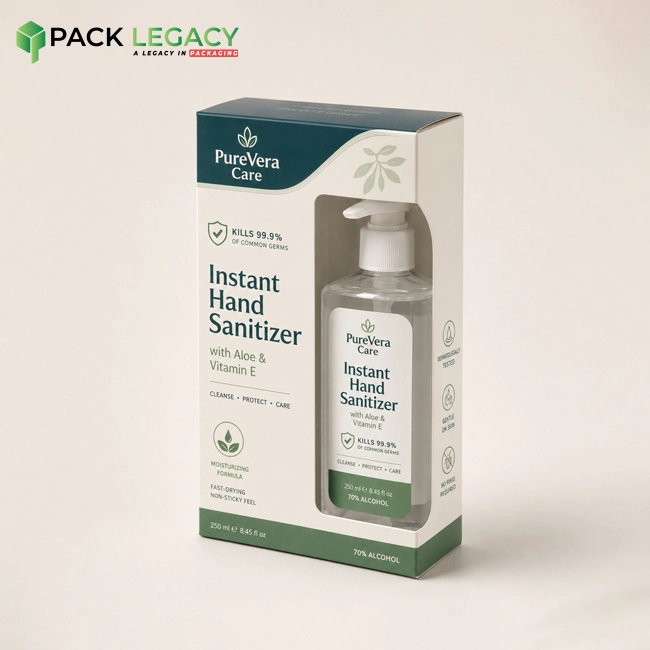 PACK LEGACY
A LEGACY IN PACKAGING
PureVera
Care
KILLS 99.9%
OF COMMON GERMS
Instant
Hand
Sanitizer
with Aloe &
Vitamin E
CLEANSE • PROTECT • CARE
MOISTURIZING
FORMULA
FAST-DRYING
NON-STICKY FEEL
250 ml ℮ 8.45 fl oz
70% ALCOHOL
PureVera
Care
Instant
Hand
Sanitizer
with Aloe &
Vitamin E
KILLS 99.9%
OF COMMON GERMS
CLEANSE • PROTECT • CARE
250 ml ℮ 8.45 fl oz
70% ALCOHOL
TESTED
GENTLE
ON SKIN
REQUIRED